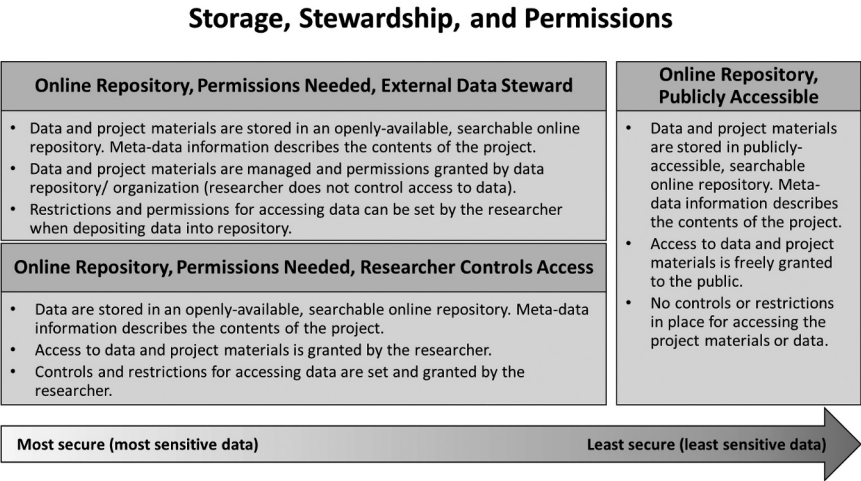 Storage, Stewardship, and Permissions
Online Repository, Permissions Needed, External Data Steward
• Data and project materials are stored in an openly-available, searchable online
repository. Meta-data information describes the contents of the project.
• Data and project materials are managed and permissions granted by data
repository/ organization (researcher does not control access to data).
• Restrictions and permissions for accessing data can be set by the researcher
when depositing data into repository.
Online Repository, Permissions Needed, Researcher Controls Access
• Data are stored in an openly-available, searchable online repository. Meta-data
information describes the contents of the project.
• Access to data and project materials is granted by the researcher.
• Controls and restrictions for accessing data are set and granted by the
researcher.
Online Repository,
Publicly Accessible
• Data and project materials
are stored in publicly-
accessible, searchable
online repository. Meta-
data information describes
the contents of the project.
• Access to data and project
materials is freely granted
to the public.
• No controls or restrictions
in place for accessing the
project materials or data.
Most secure (most sensitive data)
Least secure (least sensitive data)